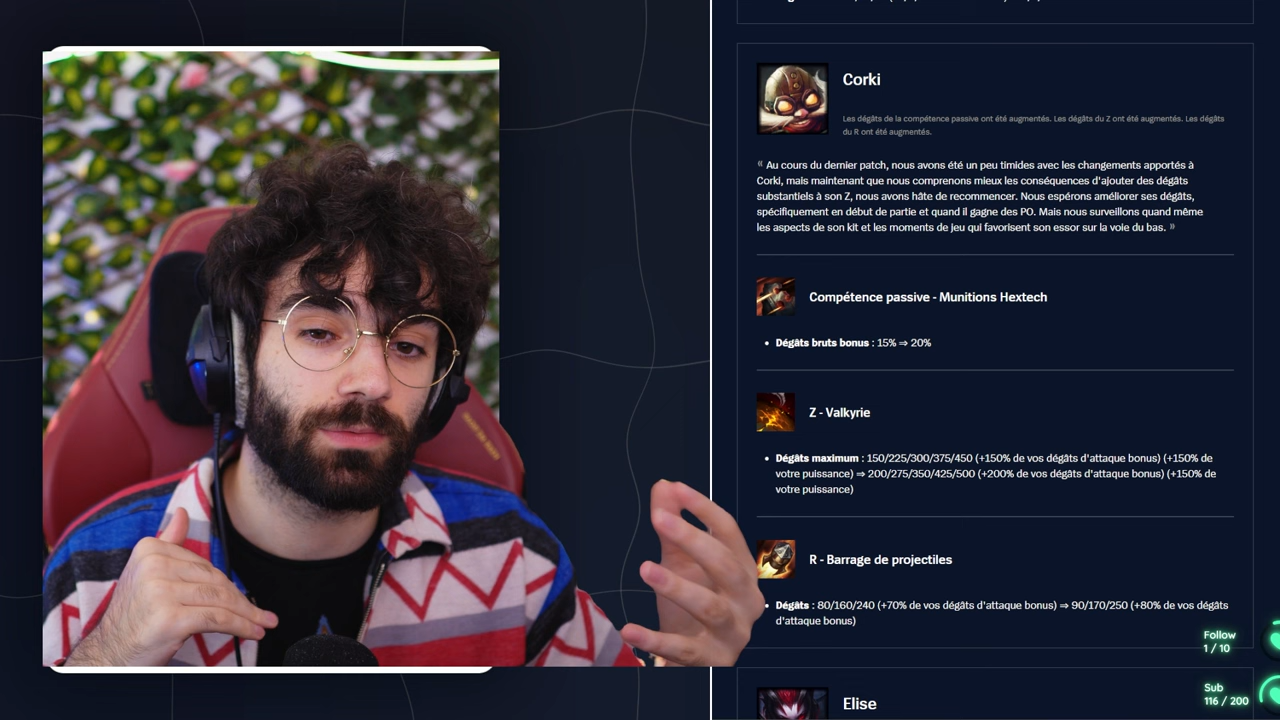 Corki
Les dégâts de la compétence passive ont été augmentés. Les dégâts du Z ont été augmentés. Les dégâts
du R ont été augmentés.
« Au cours du dernier patch, nous avons été un peu timides avec les changements apportés à
Corki, mais maintenant que nous comprenons mieux les conséquences d'ajouter des dégâts
substantiels à son Z, nous avons hâte de recommencer. Nous espérons améliorer ses dégâts,
spécifiquement en début de partie et quand il gagne des PO. Mais nous surveillons quand même
les aspects de son kit et les moments de jeu qui favorisent son essor sur la voie du bas. »
Compétence passive - Munitions Hextech
• Dégâts bruts bonus : 15% ⇒ 20%
Z - Valkyrie
• Dégâts maximum : 150/225/300/375/450 (+150% de vos dégâts d'attaque bonus) (+150% de
votre puissance) ⇒ 200/275/350/425/500 (+200% de vos dégâts d'attaque bonus) (+150% de
votre puissance)
R - Barrage de projectiles
• Dégâts : 80/160/240 (+70% de vos dégâts d'attaque bonus) ⇒ 90/170/250 (+80% de vos dégâts
d'attaque bonus)
Follow
1 / 10
Sub
116 / 200
Elise